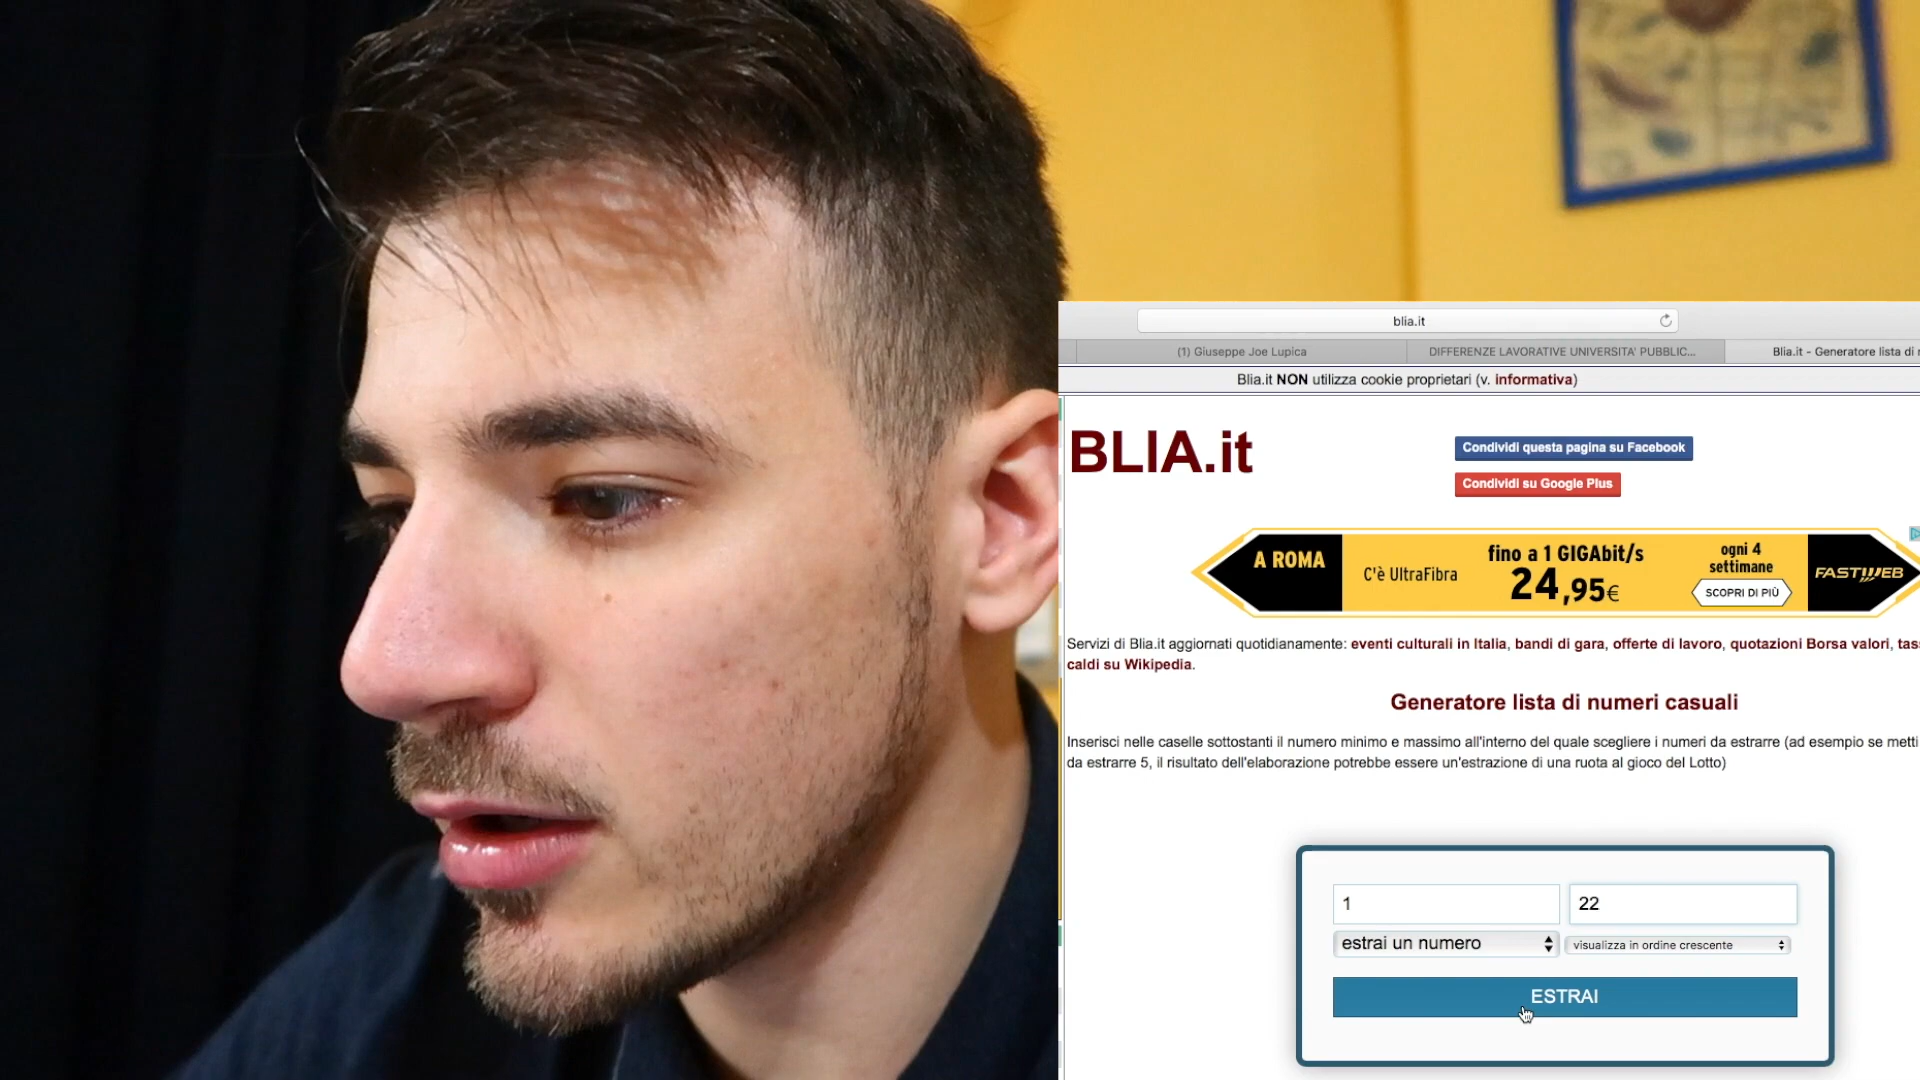 blia.it
(1) Giuseppe Joe Lupica
DIFFERENZE LAVORATIVE UNIVERSITA' PUBBLIC...
Blia.it - Generatore lista di
Blia.it NON utilizza cookie proprietari (v. informativa)
BLIA.it
Condividi questa pagina su Facebook
Condividi su Google Plus
A ROMA
C'è UltraFibra
fino a 1 GIGAbit/s
24,95€
ogni 4
settimane
SCOPRI DI PIÙ
FASTWEB
Servizi di Blia.it aggiornati quotidianamente: eventi culturali in Italia, bandi di gara, offerte di lavoro, quotazioni Borsa valori,
caldi su Wikipedia.
Generatore lista di numeri casuali
Inserisci nelle caselle sottostanti il numero minimo e massimo all'interno del quale scegliere i numeri da estrarre (ad esempio se metti
da estrarre 5, il risultato dell'elaborazione potrebbe essere un'estrazione di una ruota al gioco del Lotto)
1
22
estrai un numero
visualizza in ordine crescente
ESTRAI